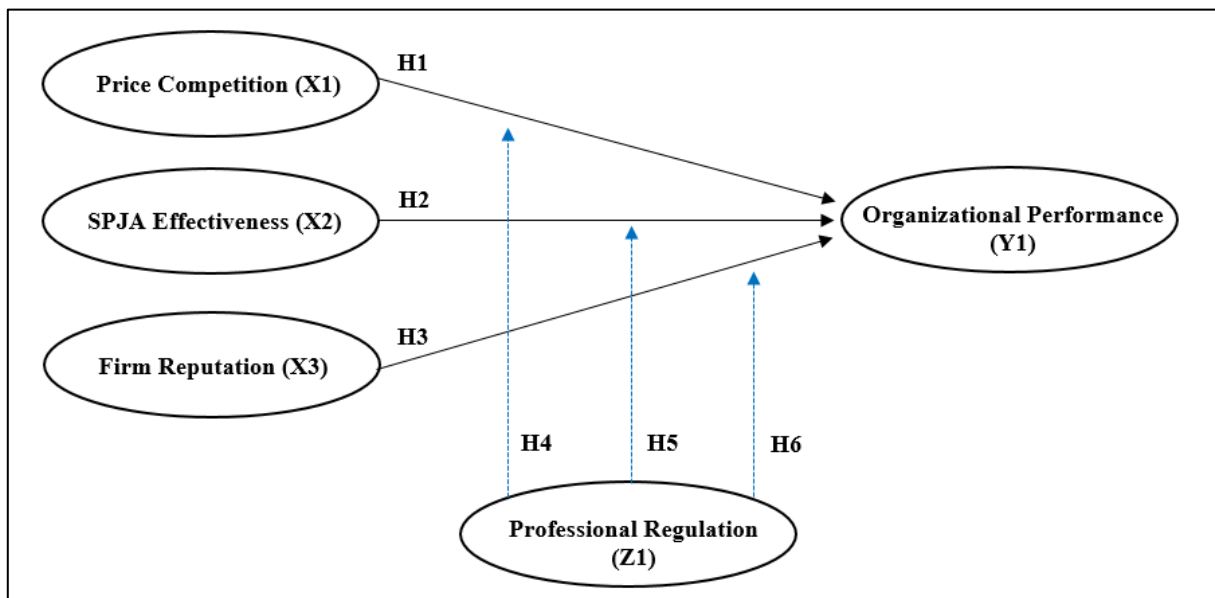 H1
Price Competition (X1)
H2
SPJA Effectiveness (X2)
Organizational Performance
(Y1)
H3
Firm Reputation (X3)
H4
H5
H6
Professional Regulation
(Z1)